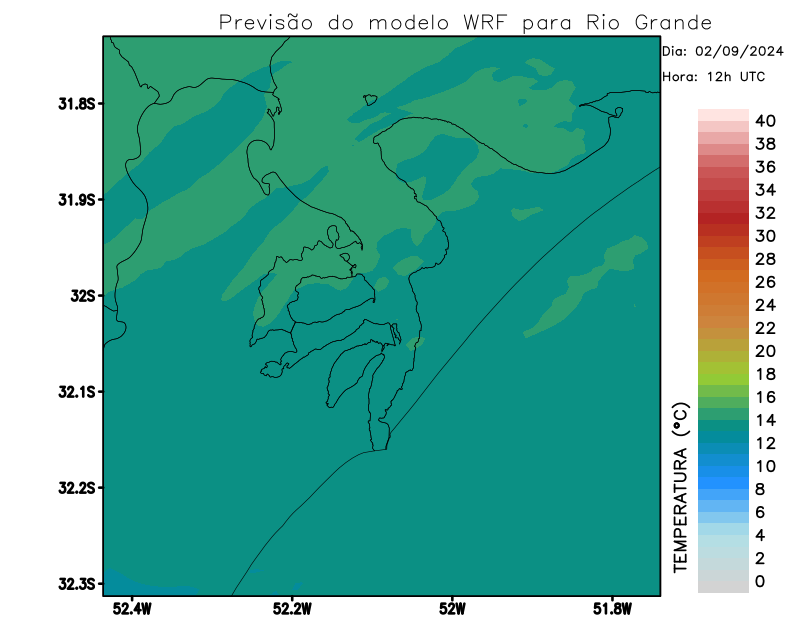 Previsão do modelo WRF para Rio Grande
Dia: 02/09/2024
Hora: 12h UTC
31.8S
31.9S
32S
32.1S
32.2S
32.3S
52.4W
52.2W
52W
51.8W
TEMPERATURA (°C)
40
38
36
34
32
30
28
26
24
22
20
18
16
14
12
10
8
6
4
2
0